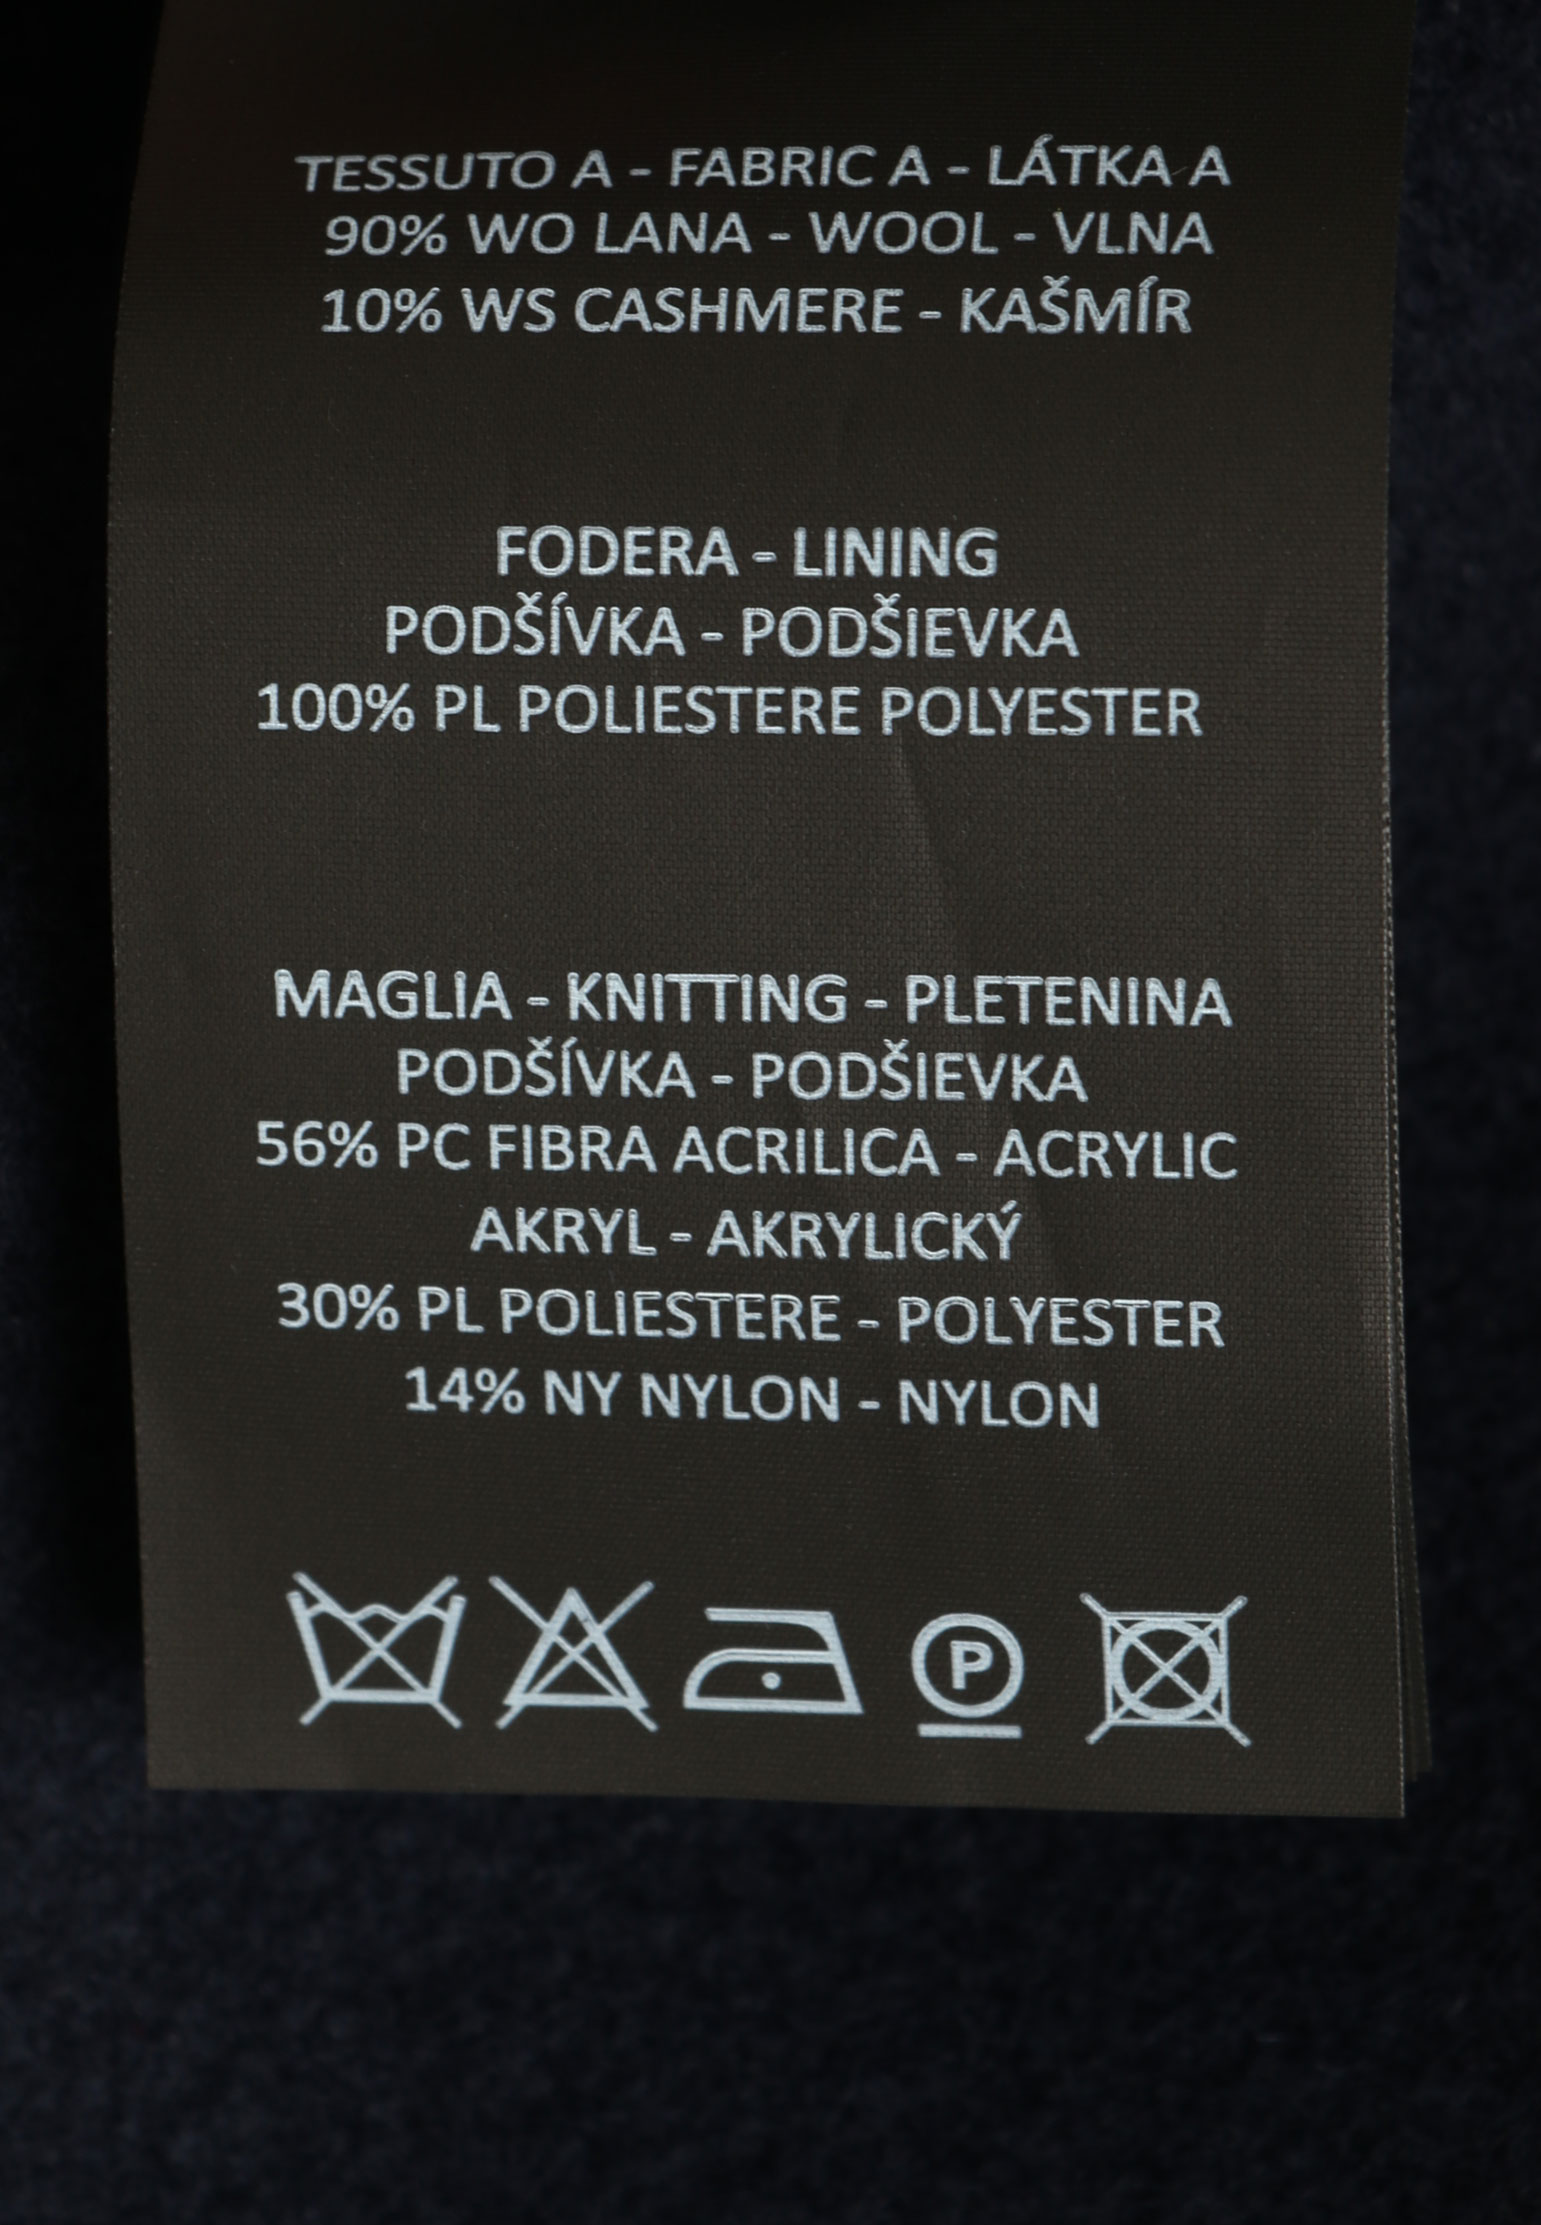 TESSUTO A - FABRIC A - LÁTKA A
90% WO LANA - WOOL - VLNA
10% WS CASHMERE - KAŠMÍR
FODERA - LINING
PODŠÍVKA - PODŠIEVKA
100% PL POLIESTERE POLYESTER
MAGLIA - KNITTING - PLETENINA
PODŠÍVKA - PODŠIEVKA
56% PC FIBRA ACRILICA - ACRYLIC
AKRYL - AKRYLICKÝ
30% PL POLIESTERE - POLYESTER
14% NY NYLON - NYLON
P